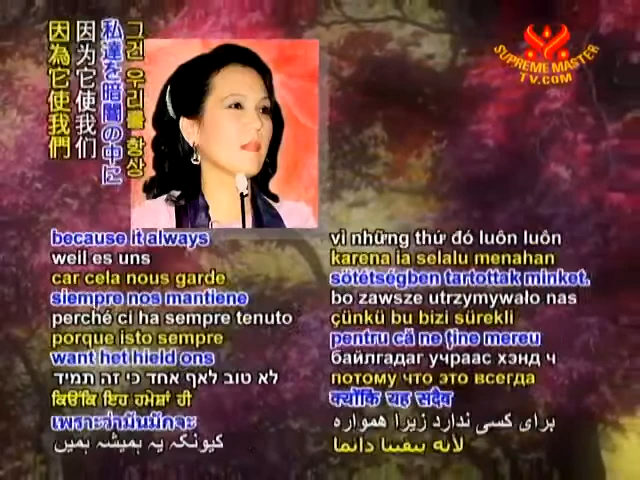 SUPREME MASTER
TV.COM
그건 우리를 항상
私達を暗闇の中に
因为它使我们
因為它使我們
because it always
weil es uns
car cela nous garde
siempre nos mantiene
perché ci ha sempre tenuto
porque isto sempre
want het hield ons
לא טוב לאף אחד כי זה תמיד
ਕਿਉਂਕਿ ਇਹ ਹਮੇਸ਼ਾਂ ਹੀ
เพราะว่ามันมักจะ
کیونکہ یہ ہمیشہ ہمیں
vì những thứ đó luôn luôn
karena ia selalu menahan
sötétségben tartottak minket.
bo zawsze utrzymywało nas
çünkü bu bizi sürekli
pentru că ne ține mereu
байлгадаг учраас хэнд ч
потому что это всегда
क्योंकि यह सदैव
برای کسی ندارد زیرا همواره
لأنه يبقينا دائما